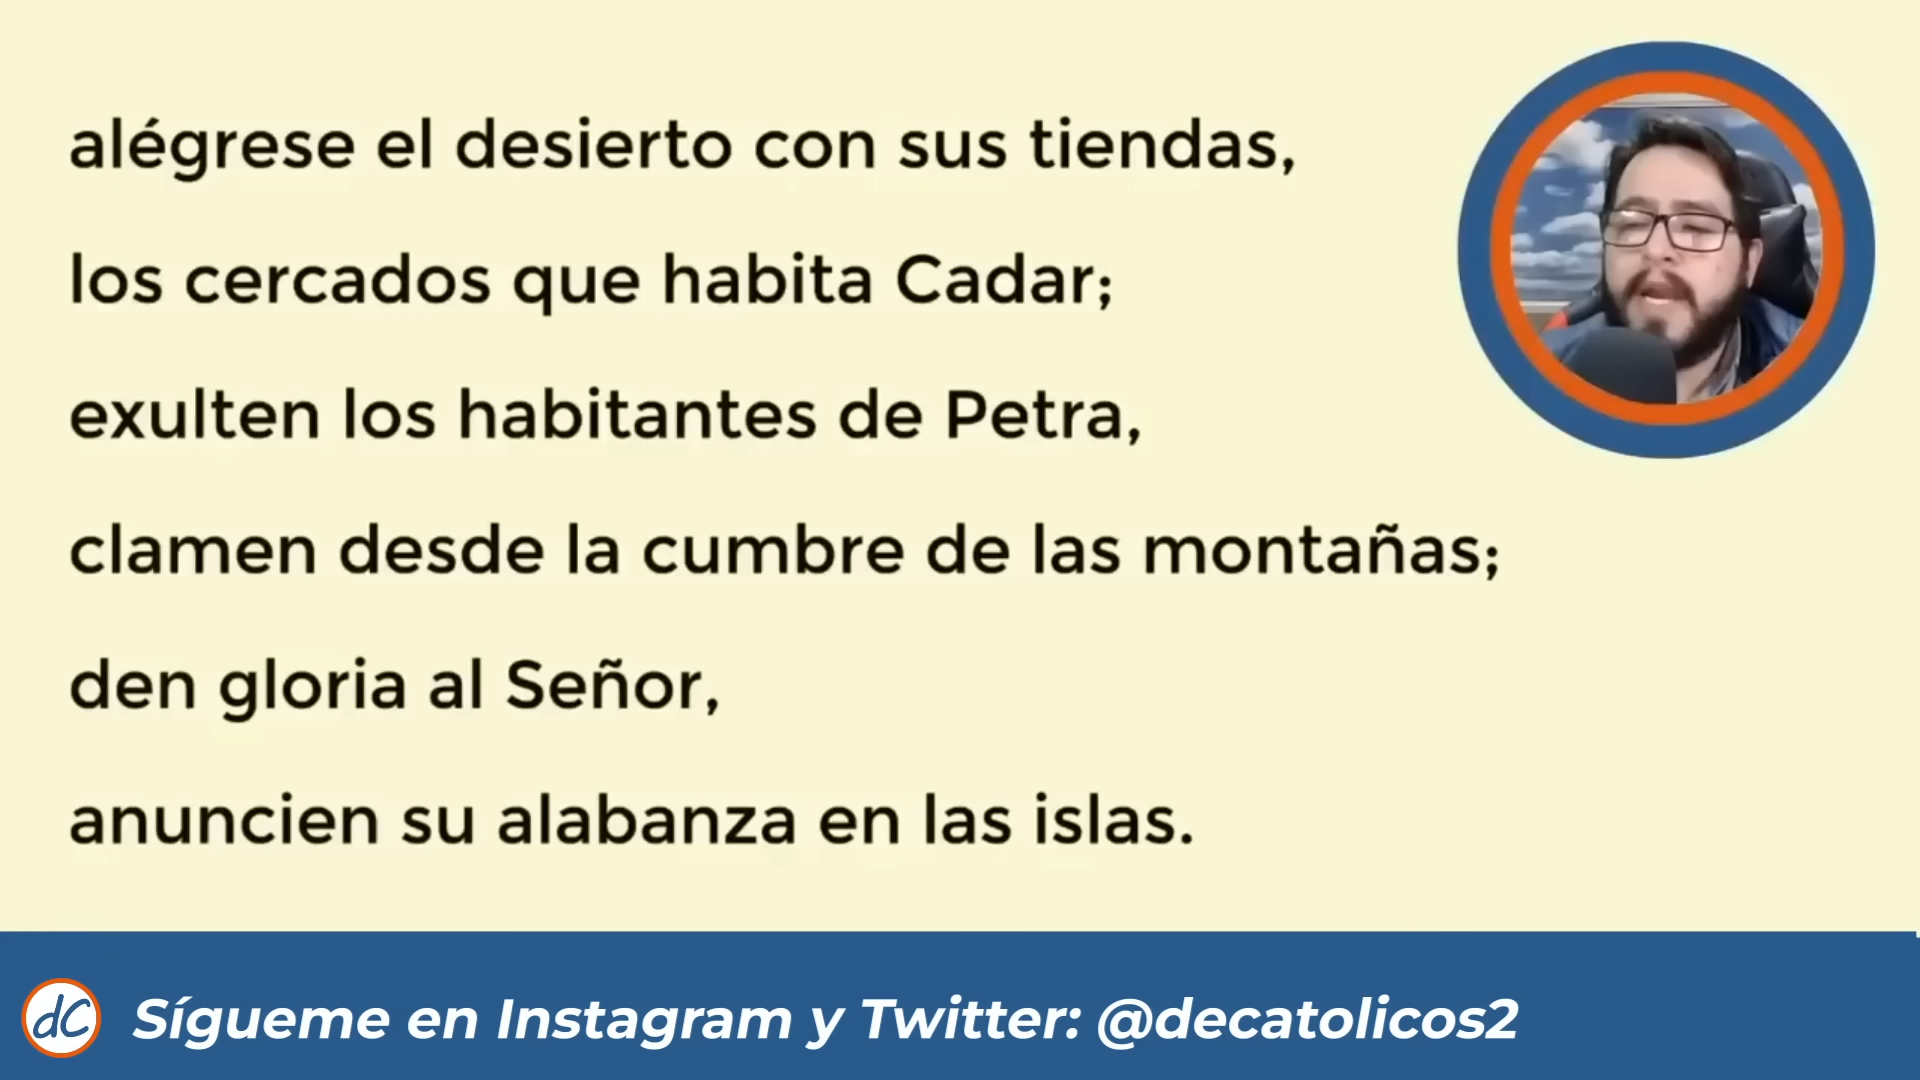 alégrese el desierto con sus tiendas,
los cercados que habita Cadar;
exulten los habitantes de Petra,
clamen desde la cumbre de las montañas;
den gloria al Señor,
anuncien su alabanza en las islas.
dC Sígueme en Instagram y Twitter: @decatolicos2